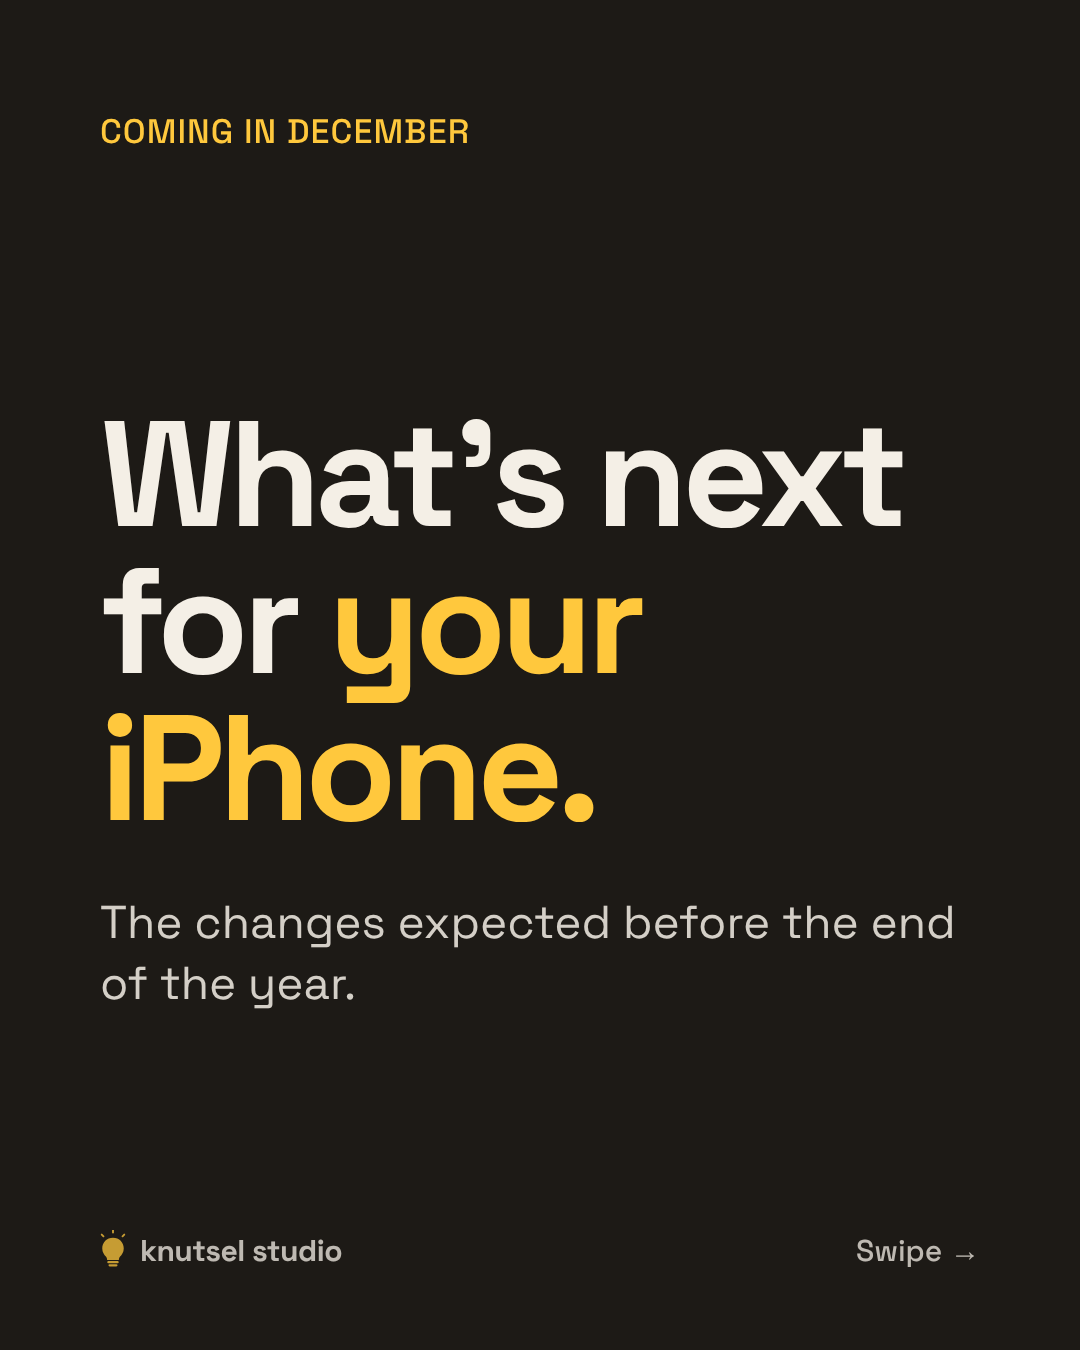 COMING IN DECEMBER
What’s next
for your
iPhone.
The changes expected before the end
of the year.
knutsel studio
Swipe →